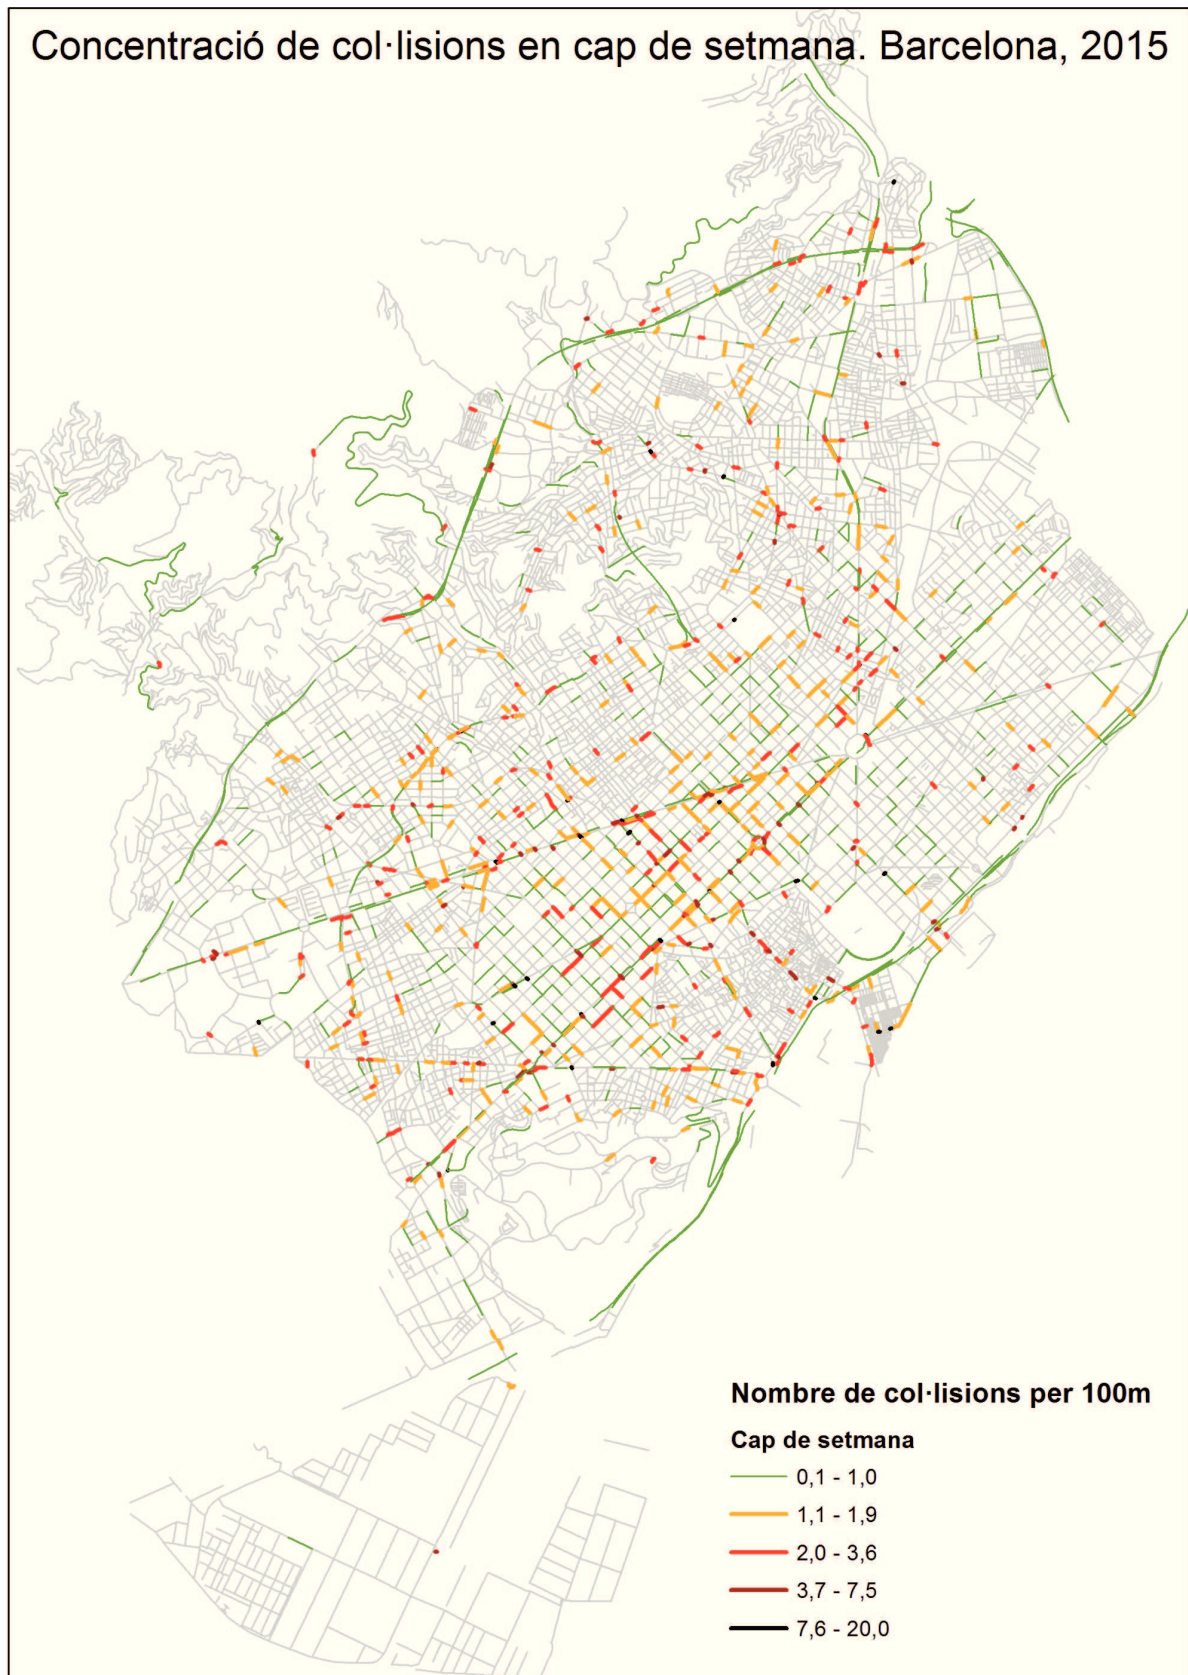 Concentració de col·lisions en cap de setmana. Barcelona, 2015
Nombre de col·lisions per 100m
Cap de setmana
0,1 - 1,0
1,1 - 1,9
2,0 - 3,6
3,7 - 7,5
7,6 - 20,0